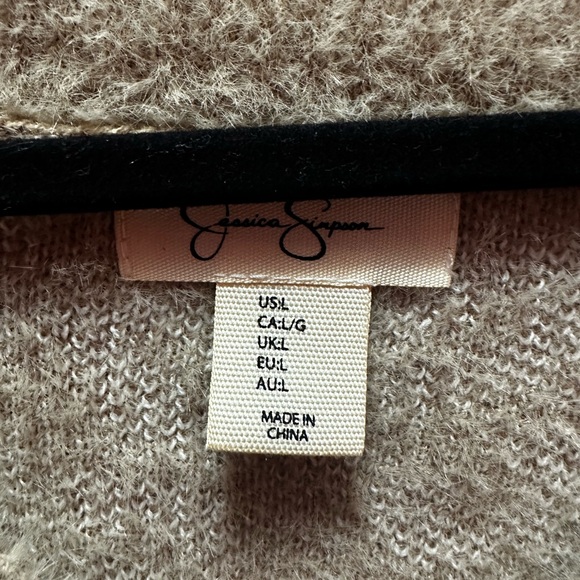 Jessica Simpson
US:L
CA:L/G
UK:L
EU:L
AU:L
MADE IN
CHINA